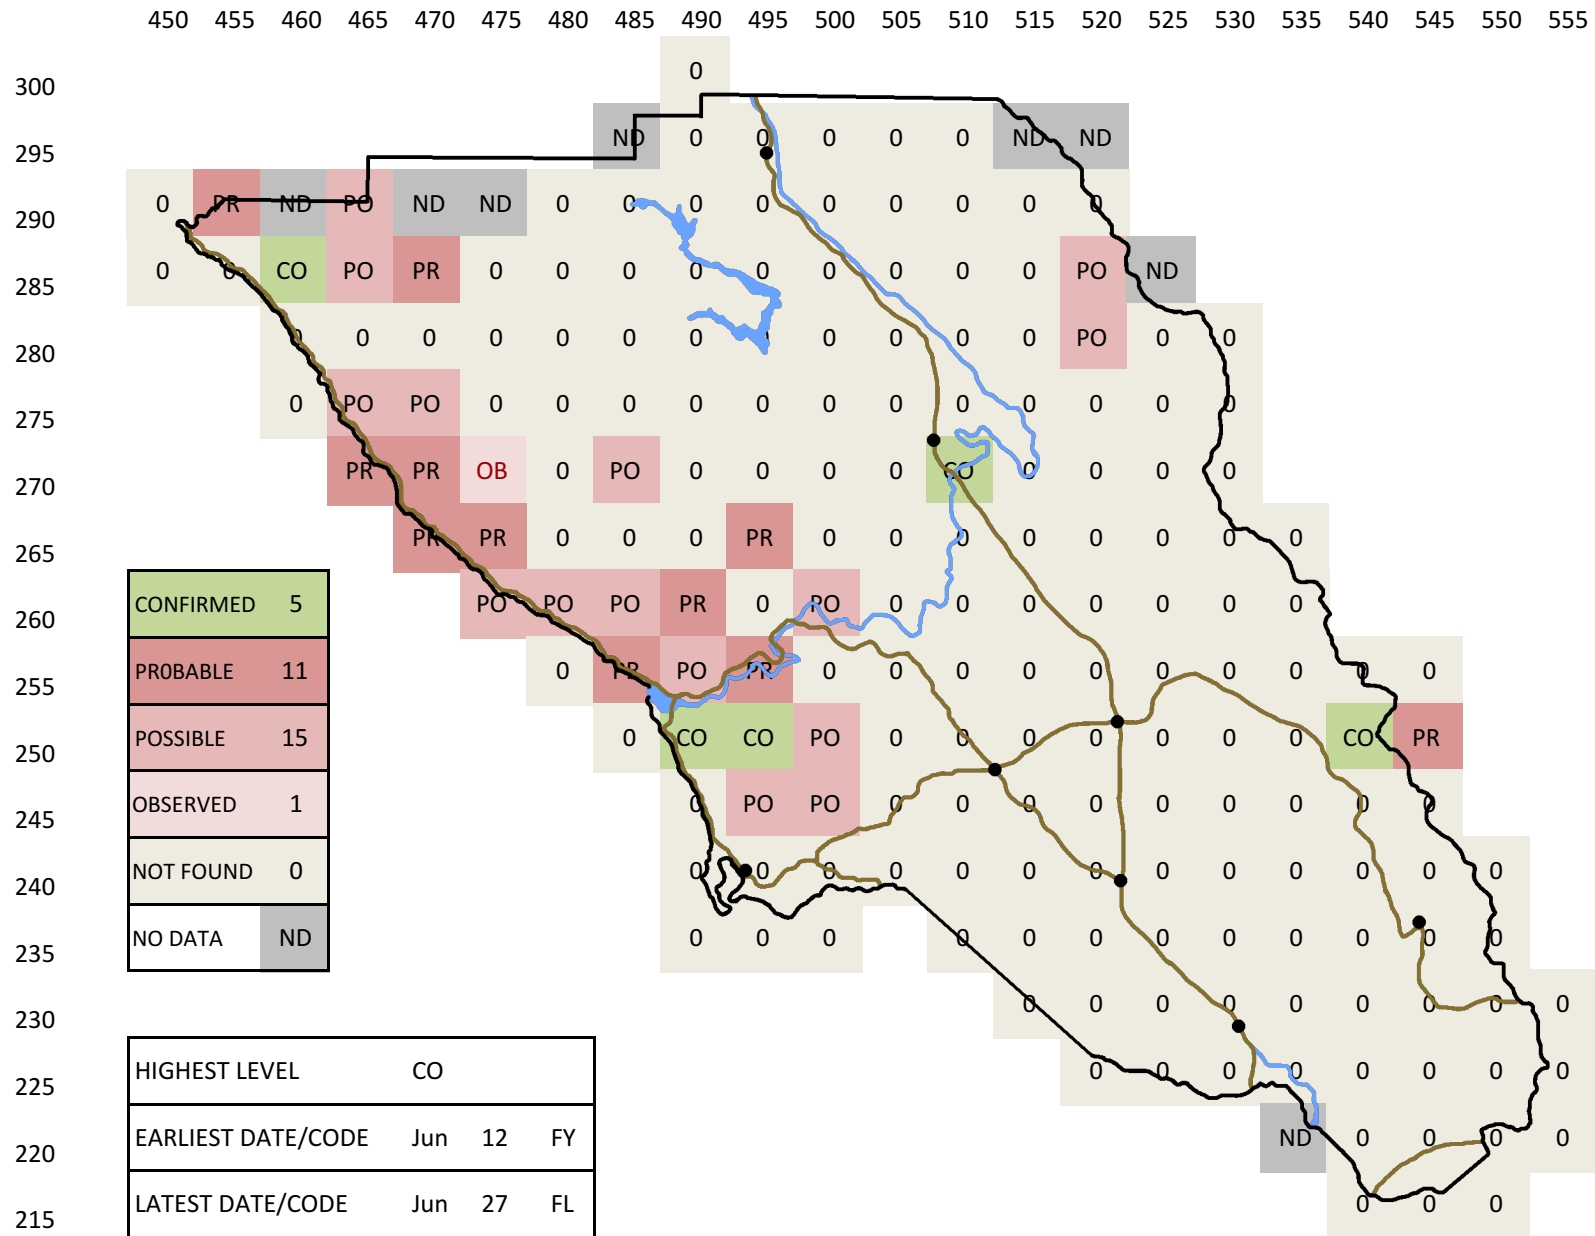 450 455 460 465 470 475 480 485 490 495 500 505 510 515 520 525 530 535 540 545 550 555
300 0
295 ND 0 0 0 0 0 ND ND
290 0 PR ND PO ND ND 0 0 0 0 0 0 0 0 0
285 0 0 CO PO PR 0 0 0 0 0 0 0 0 0 PO ND
280 0 0 0 0 0 0 0 0 0 0 0 0 PO 0 0
275 0 PO PO 0 0 0 0 0 0 0 0 0 0 0 0
270 PR PR OB 0 PO 0 0 0 0 CO 0 0 0 0
265 PR PR 0 0 0 PR 0 0 0 0 0 0 0 0
260 PO PO PO PR 0 PO 0 0 0 0 0 0 0
255 0 PR PO PR 0 0 0 0 0 0 0 0 0 0
250 0 CO CO PO 0 0 0 0 0 0 0 CO PR
245 0 PO PO 0 0 0 0 0 0 0 0 0
240 0 0 0 0 0 0 0 0 0 0 0 0 0
235 0 0 0 0 0 0 0 0 0 0 0 0
230 0 0 0 0 0 0 0 0 0
225 0 0 0 0 0 0 0 0
220 ND 0 0 0 0
215 0 0 0
CONFIRMED 5
PR0BABLE 11
POSSIBLE 15
OBSERVED 1
NOT FOUND 0
NO DATA ND
HIGHEST LEVEL CO
EARLIEST DATE/CODE Jun 12 FY
LATEST DATE/CODE Jun 27 FL